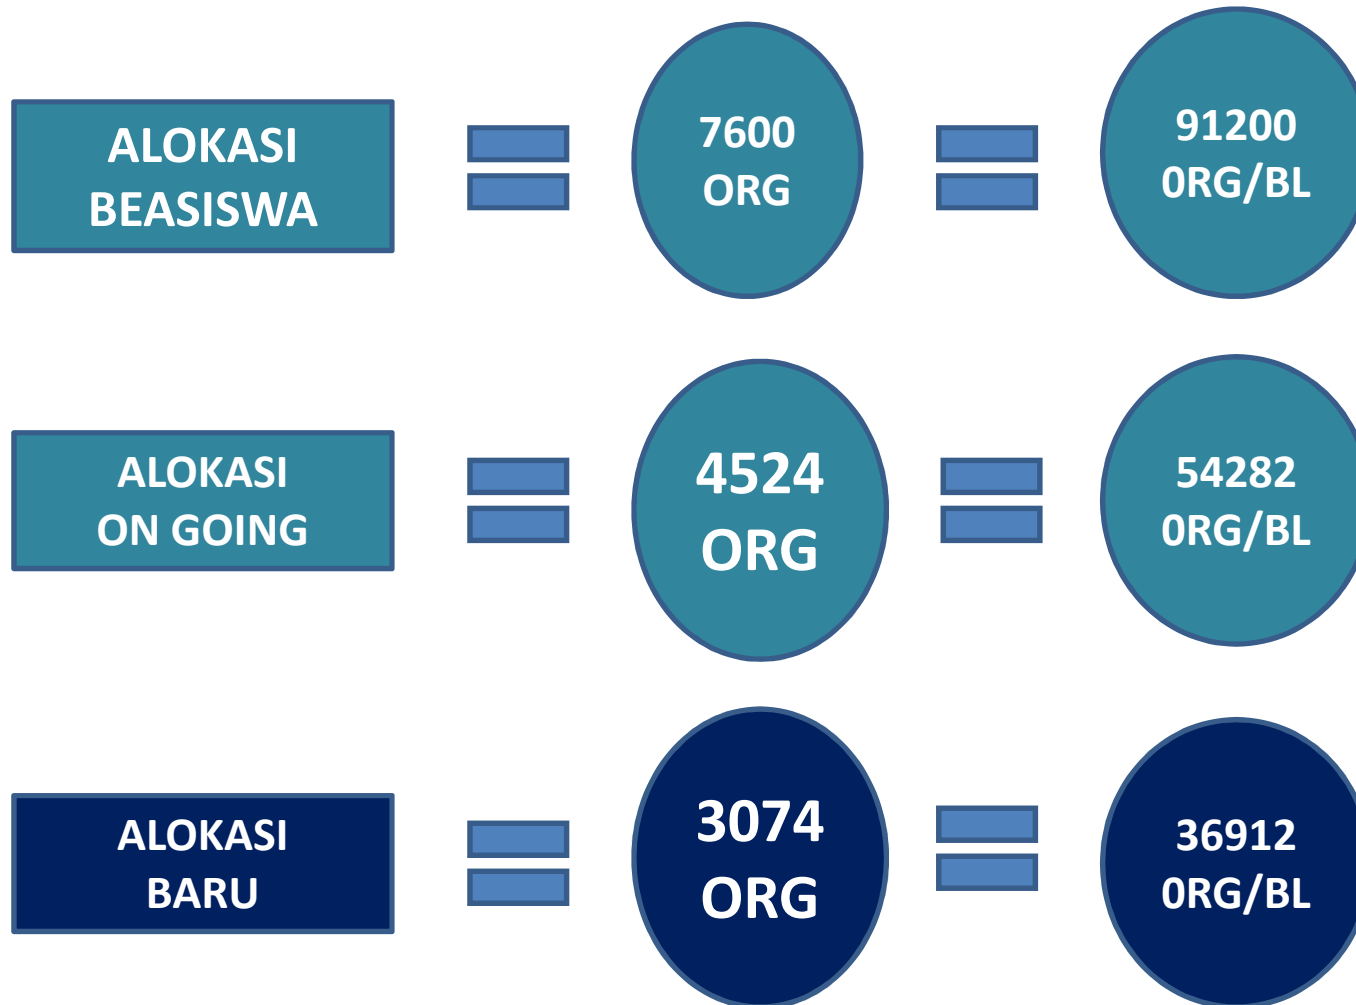 ALOKASI
BEASISWA
7600
ORG
91200
0RG/BL
ALOKASI
ON GOING
4524
ORG
54282
0RG/BL
ALOKASI
BARU
3074
ORG
36912
0RG/BL